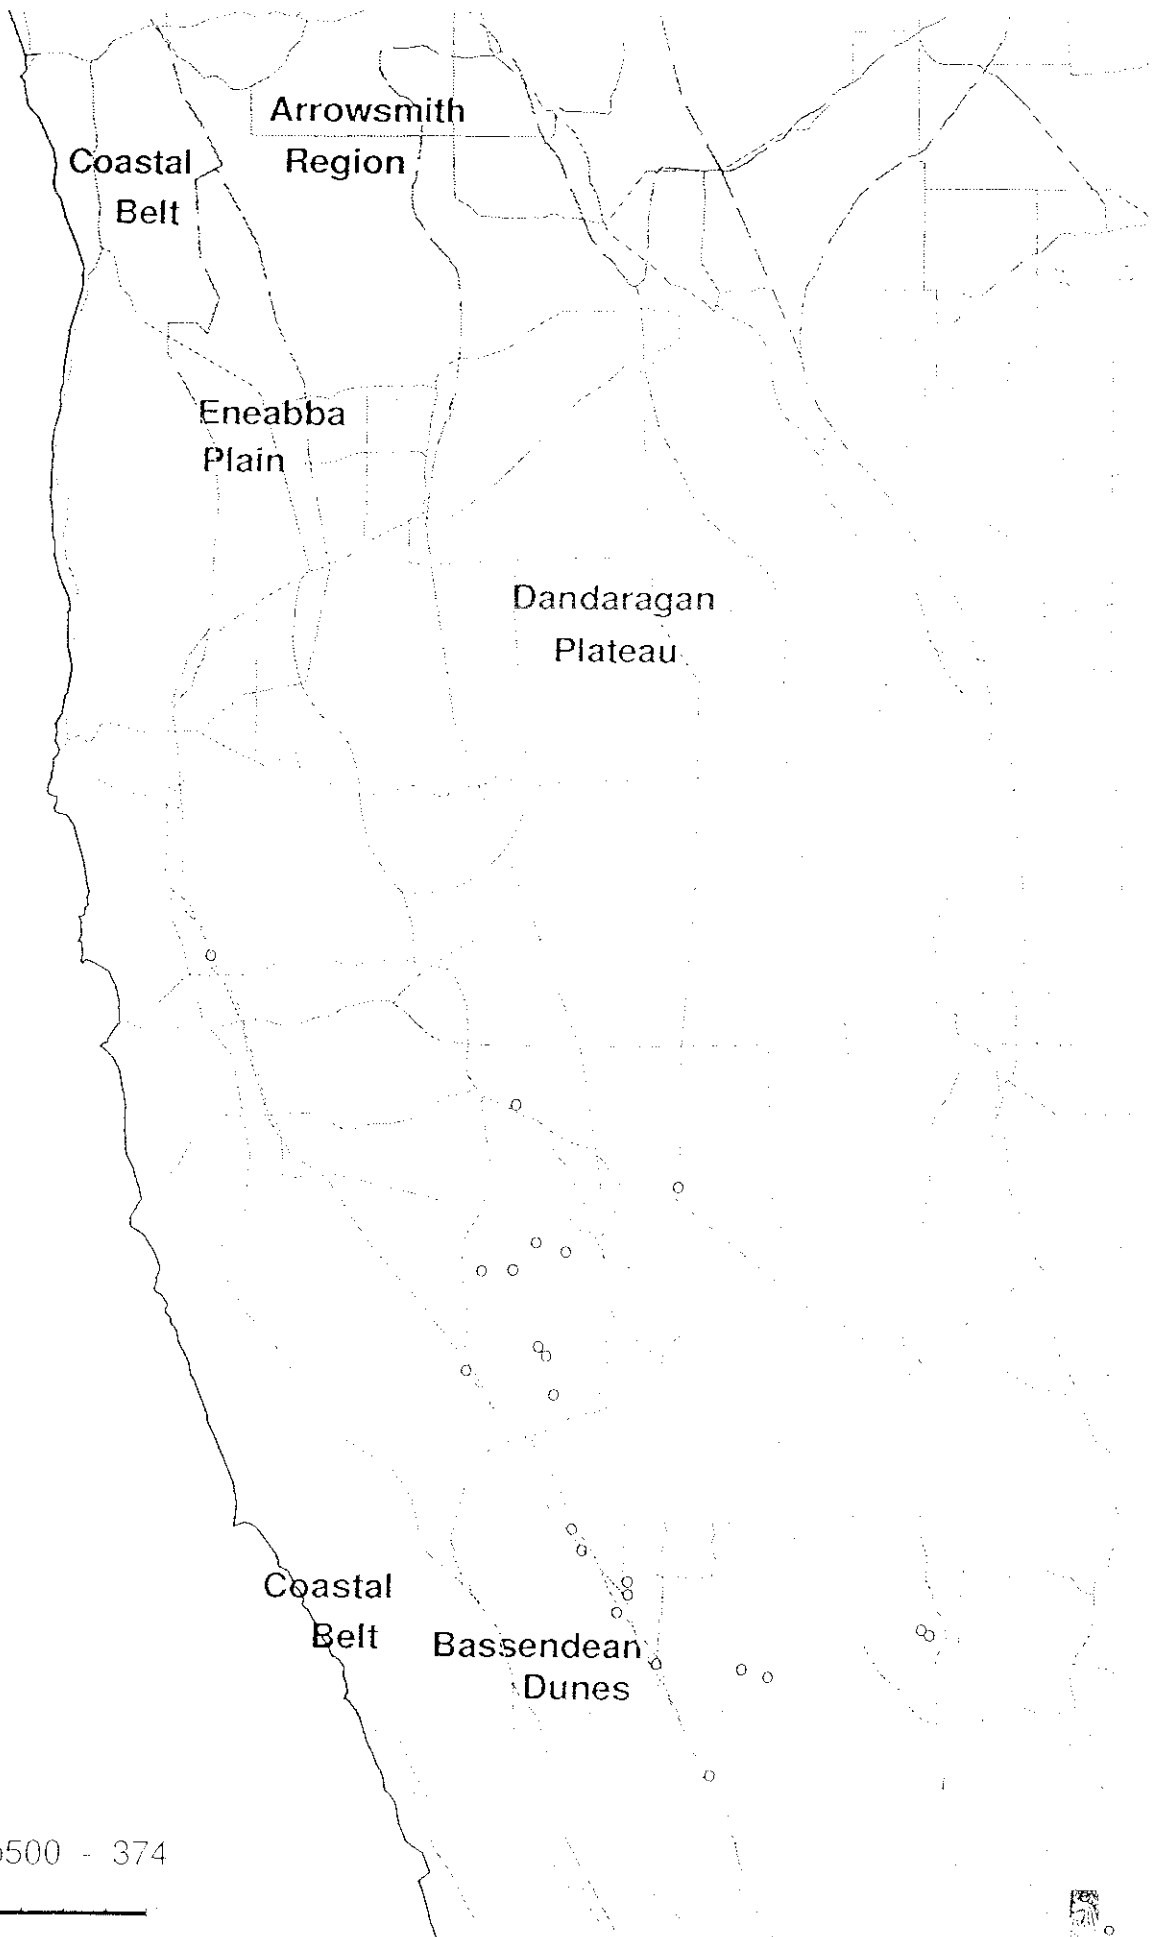 Arrowsmith
Region
Coastal
Belt
Eneabba
Plain
Dandaragan
Plateau
Coastal
Belt
Bassendean
Dunes
500 - 374